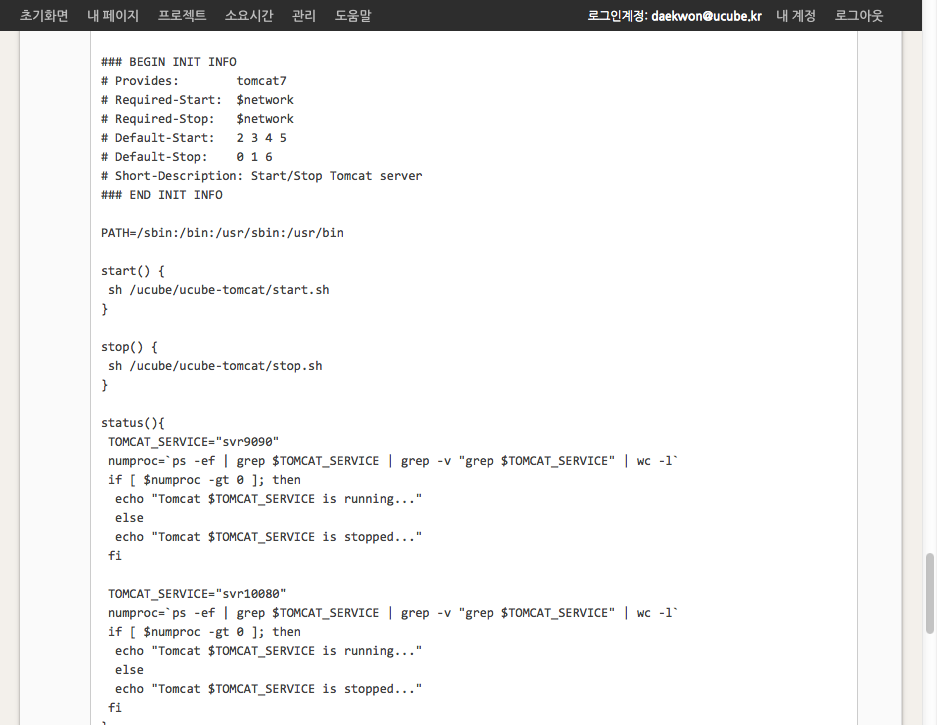 초기화면 내 페이지 프로젝트 소요시간 관리 도움말 로그인계정: daekwon@ucube.kr 내 계정 로그아웃
### BEGIN INIT INFO
# Provides:        tomcat7
# Required-Start:  $network
# Required-Stop:   $network
# Default-Start:   2 3 4 5
# Default-Stop:    0 1 6
# Short-Description: Start/Stop Tomcat server
### END INIT INFO

PATH=/sbin:/bin:/usr/sbin:/usr/bin

start() {
 sh /ucube/ucube-tomcat/start.sh
}

stop() {
 sh /ucube/ucube-tomcat/stop.sh
}

status(){
 TOMCAT_SERVICE="svr9090"
 numproc=`ps -ef | grep $TOMCAT_SERVICE | grep -v "grep $TOMCAT_SERVICE" | wc -l`
 if [ $numproc -gt 0 ]; then
  echo "Tomcat $TOMCAT_SERVICE is running..."
  else
  echo "Tomcat $TOMCAT_SERVICE is stopped..."
 fi

 TOMCAT_SERVICE="svr10080"
 numproc=`ps -ef | grep $TOMCAT_SERVICE | grep -v "grep $TOMCAT_SERVICE" | wc -l`
 if [ $numproc -gt 0 ]; then
  echo "Tomcat $TOMCAT_SERVICE is running..."
  else
  echo "Tomcat $TOMCAT_SERVICE is stopped..."
 fi